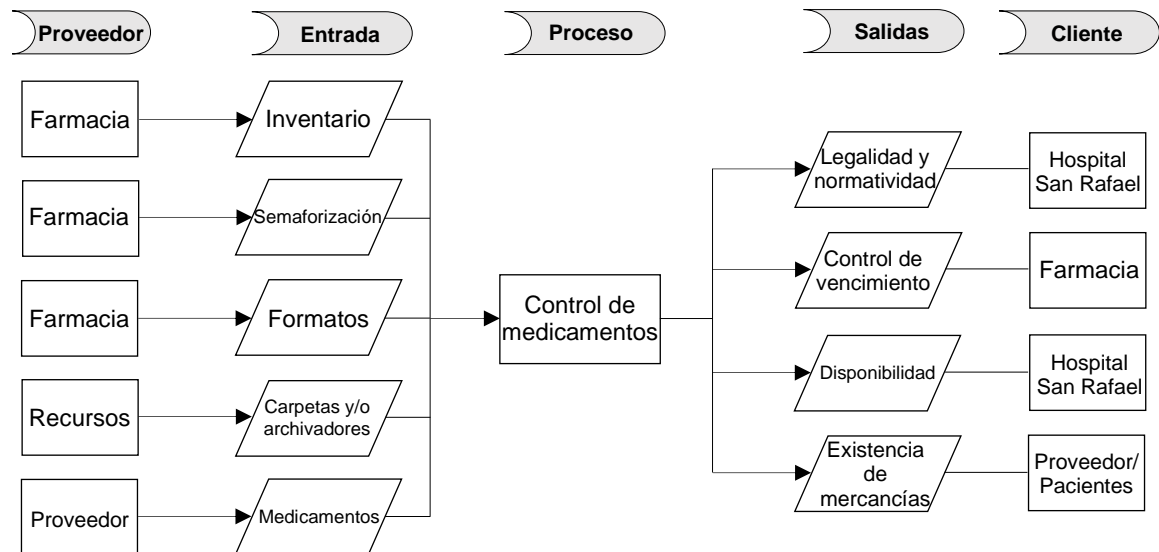 Proveedor
Entrada
Proceso
Salidas
Cliente
Farmacia
Inventario
Farmacia
Semaforización
Farmacia
Formatos
Recursos
Carpetas y/o
archivadores
Proveedor
Medicamentos
Control de
medicamentos
Legalidad y
normatividad
Hospital
San Rafael
Control de
vencimiento
Farmacia
Disponibilidad
Hospital
San Rafael
Existencia
de
mercancías
Proveedor/
Pacientes